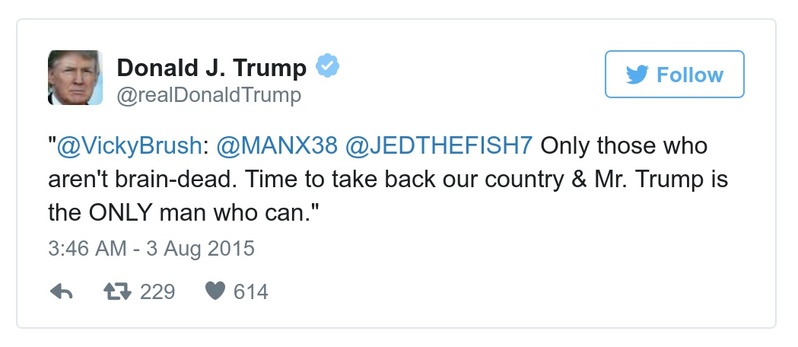 Donald J. Trump
@realDonaldTrump
Follow
"@VickyBrush: @MANX38 @JEDTHEFISH7 Only those who
aren't brain-dead. Time to take back our country & Mr. Trump is
the ONLY man who can."
3:46 AM - 3 Aug 2015
229 614